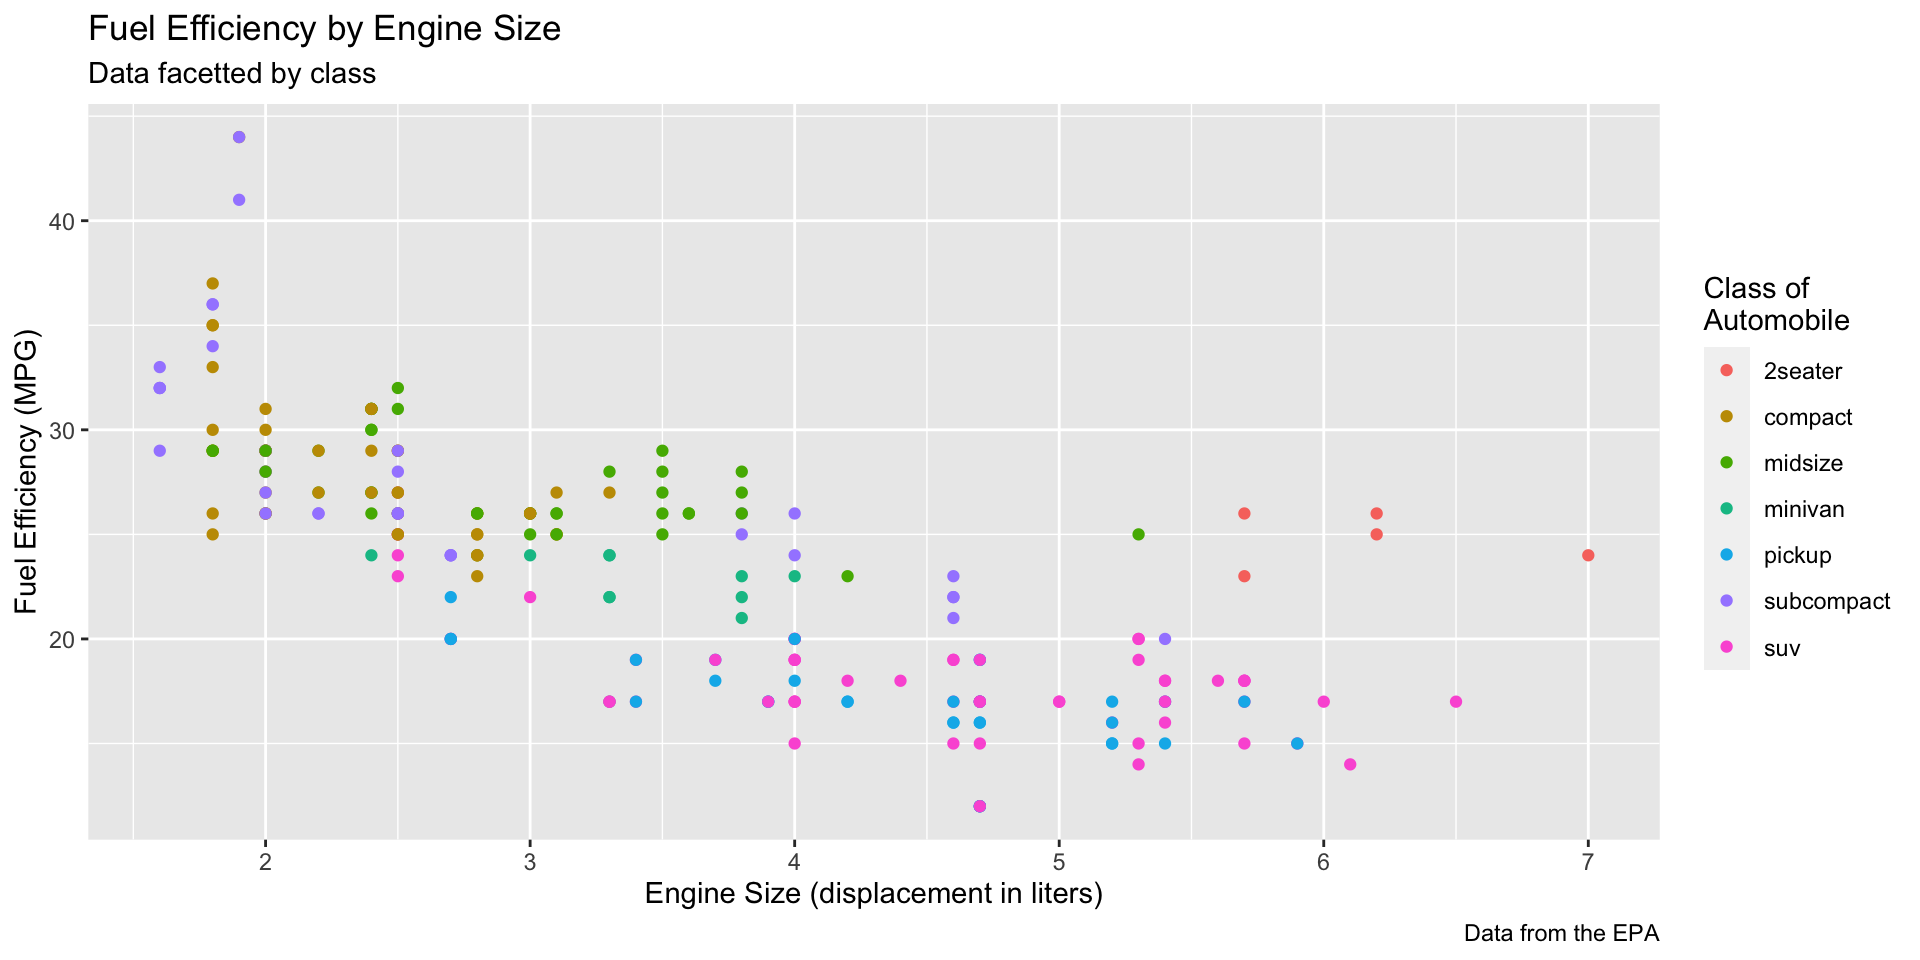 Fuel Efficiency by Engine Size
Data facetted by class
Fuel Efficiency (MPG)
40
30
20
2 3 4 5 6 7
Engine Size (displacement in liters)
Class of
Automobile
2seater
compact
midsize
minivan
pickup
subcompact
suv
Data from the EPA